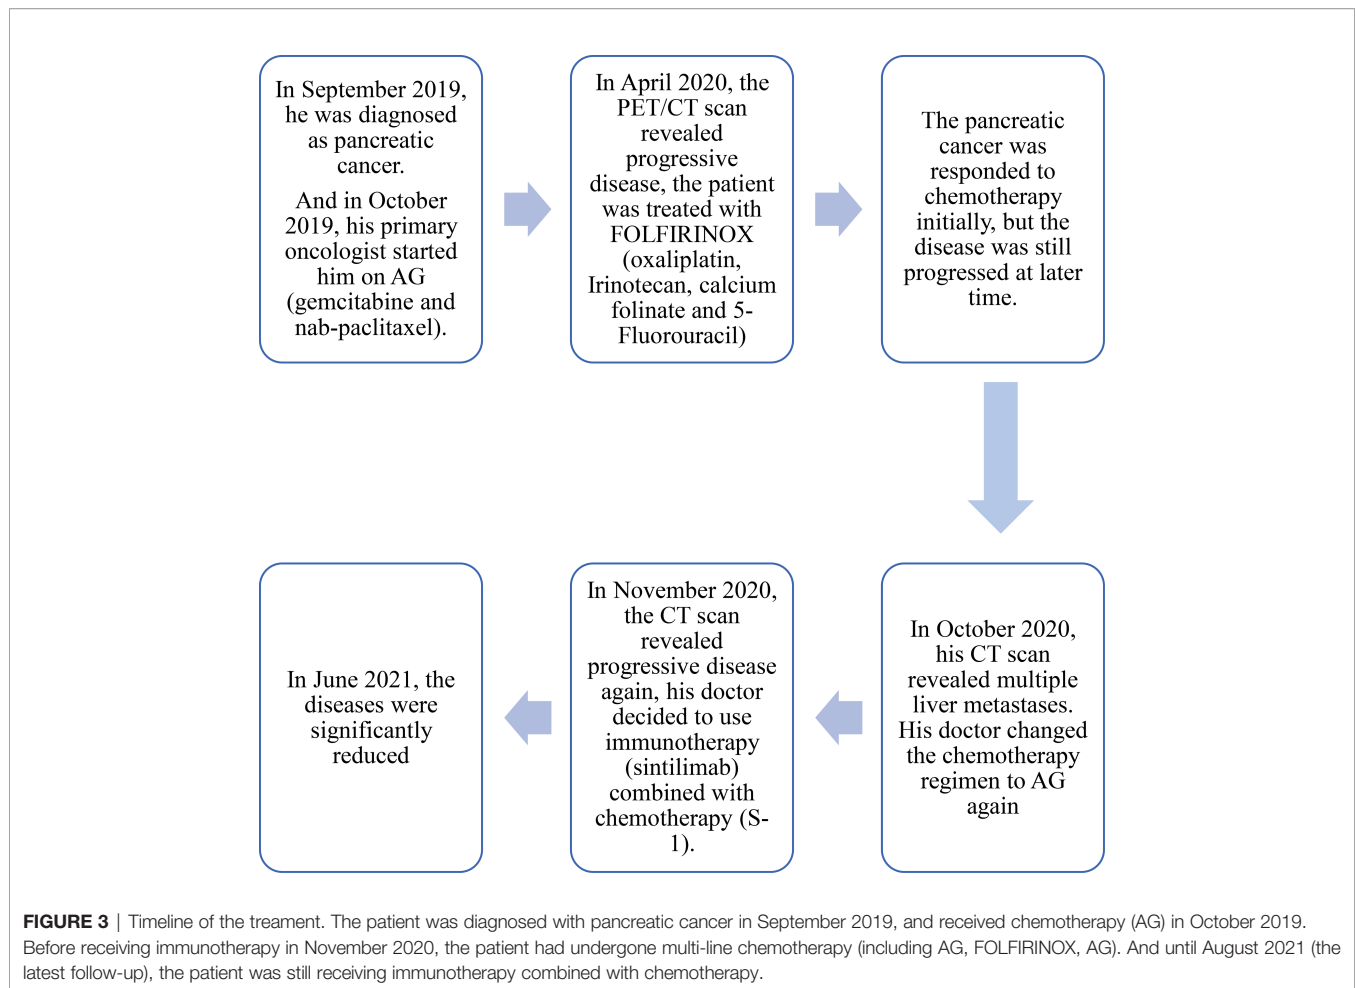 In September 2019,
he was diagnosed
as pancreatic
cancer.
And in October
2019, his primary
oncologist started
him on AG
(gemcitabine and
nab-paclitaxel).
In April 2020, the
PET/CT scan
revealed
progressive
disease, the patient
was treated with
FOLFIRINOX
(oxaliplatin,
Irinotecan, calcium
folinate and 5-
Fluorouracil)
The pancreatic
cancer was
responded to
chemotherapy
initially, but the
disease was still
progressed at later
time.
In October 2020,
his CT scan
revealed multiple
liver metastases.
His doctor changed
the chemotherapy
regimen to AG
again
In November 2020,
the CT scan
revealed
progressive disease
again, his doctor
decided to use
immunotherapy
(sintilimab)
combined with
chemotherapy (S-
1).
In June 2021, the
diseases were
significantly
reduced
FIGURE 3 | Timeline of the treament. The patient was diagnosed with pancreatic cancer in September 2019, and received chemotherapy (AG) in October 2019.
Before receiving immunotherapy in November 2020, the patient had undergone multi-line chemotherapy (including AG, FOLFIRINOX, AG). And until August 2021 (the
latest follow-up), the patient was still receiving immunotherapy combined with chemotherapy.